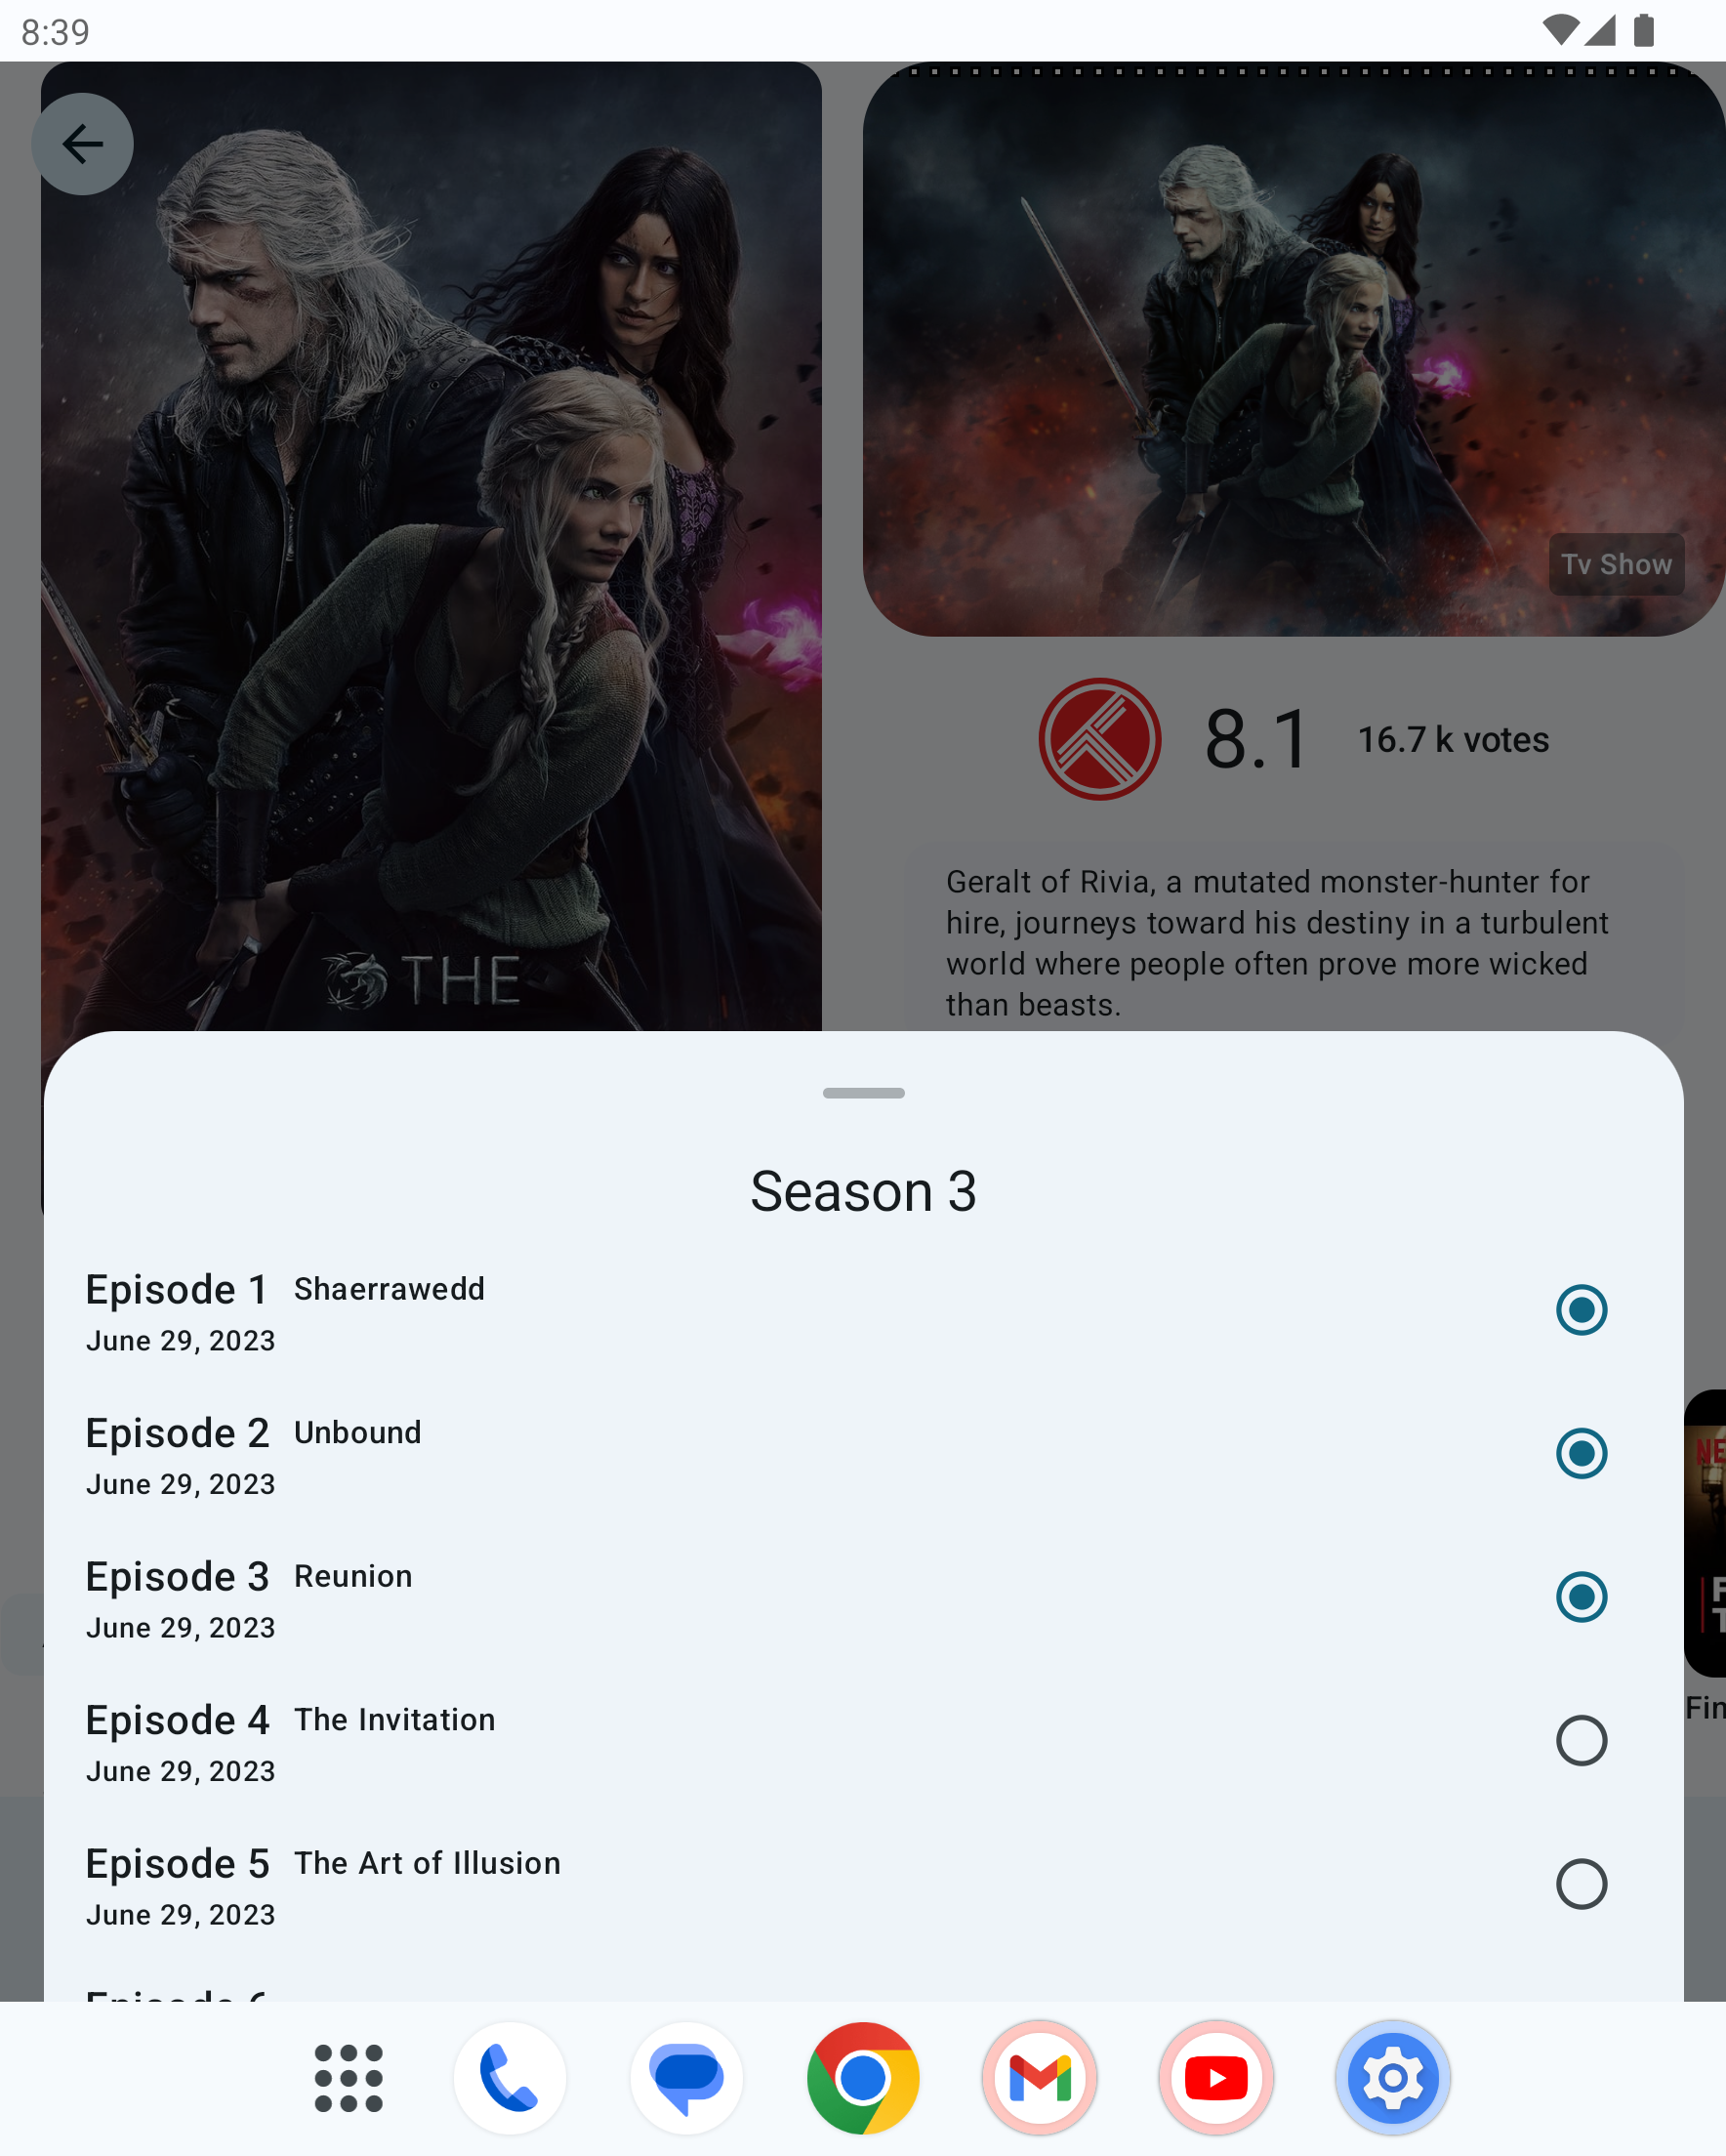 8:39
THE
Tv Show
8.1
16.7 k votes
Geralt of Rivia, a mutated monster-hunter for
hire, journeys toward his destiny in a turbulent
world where people often prove more wicked
than beasts.
Season 3
Episode 1 Shaerrawedd
June 29, 2023
Episode 2 Unbound
June 29, 2023
Episode 3 Reunion
June 29, 2023
Episode 4 The Invitation
June 29, 2023
Episode 5 The Art of Illusion
June 29, 2023